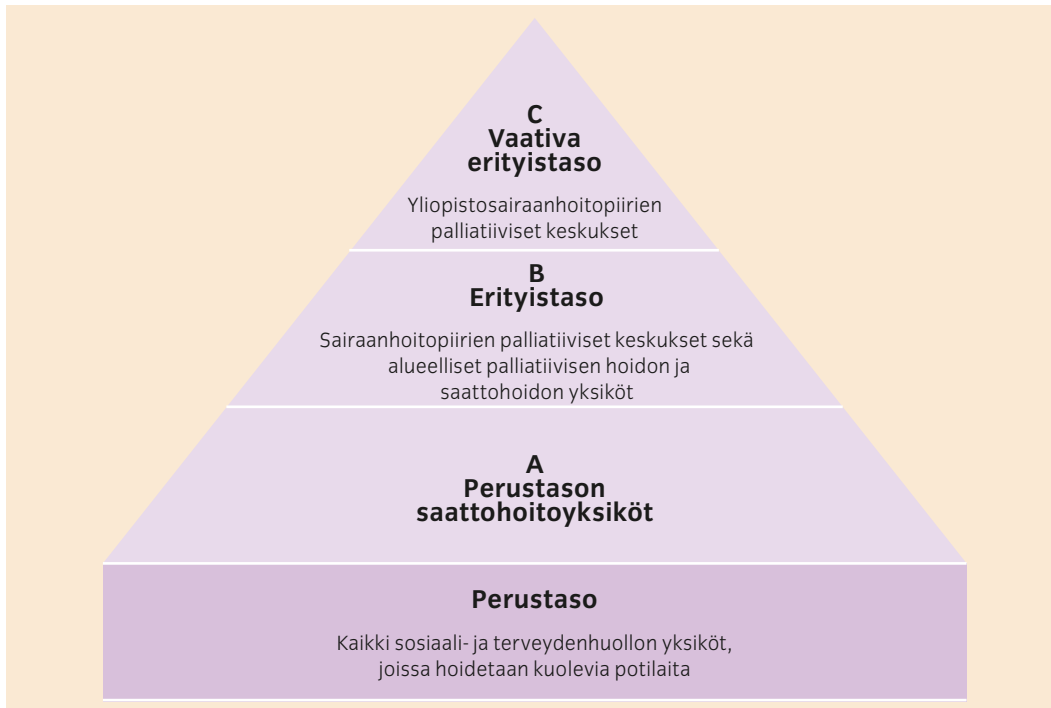 C
Vaativa
erityistaso
Yliopistosairaanhoitopiirien
palliatiiviset keskukset
B
Erityistaso
Sairaanhoitopiirien palliatiiviset keskukset sekä
alueelliset palliatiivisen hoidon ja
saattohoidon yksiköt
A
Perustason
saattohoitoyksiköt
Perustaso
Kaikki sosiaali- ja terveydenhuollon yksiköt,
joissa hoidetaan kuolevia potilaita